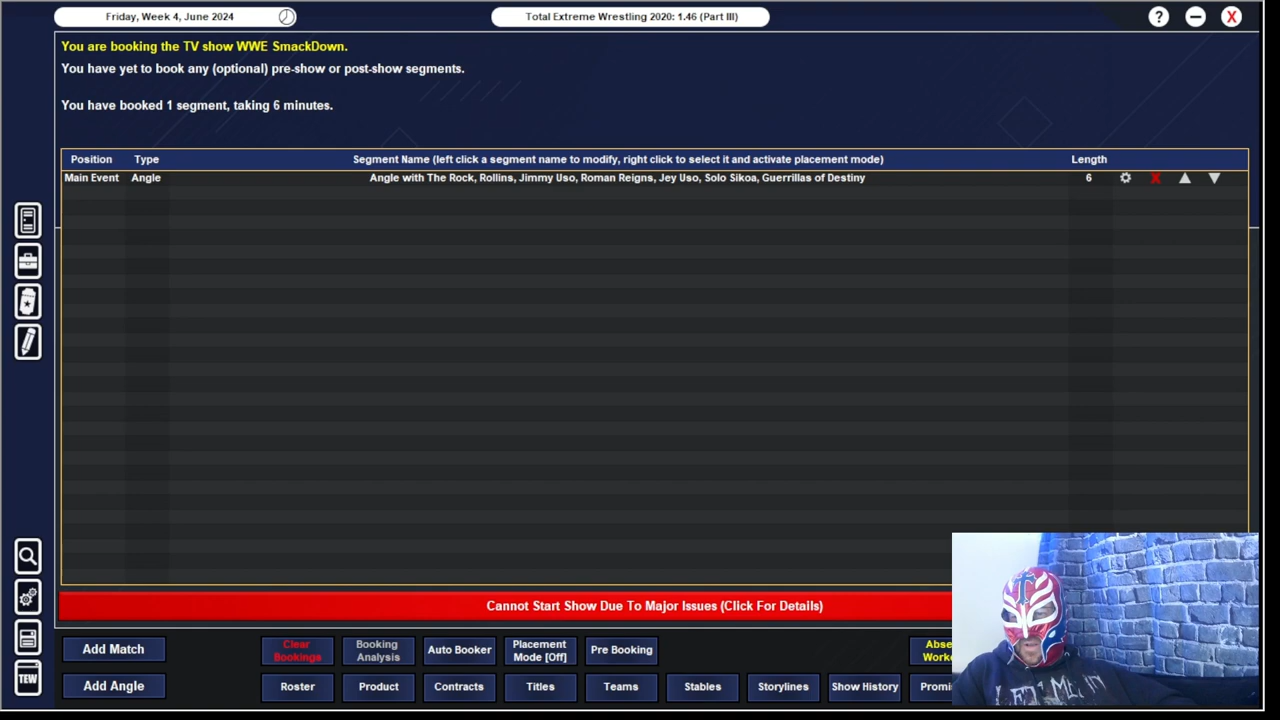 Friday, Week 4, June 2024
Total Extreme Wrestling 2020: 1.46 (Part III)
?
X
You are booking the TV show WWE SmackDown.
You have yet to book any (optional) pre-show or post-show segments.
You have booked 1 segment, taking 6 minutes.
Position Type Segment Name (left click a segment name to modify, right click to select it and activate placement mode) Length
Main Event Angle Angle with The Rock, Rollins, Jimmy Uso, Roman Reigns, Jey Uso, Solo Sikoa, Guerrillas of Destiny 6 X
Cannot Start Show Due To Major Issues (Click For Details)
Add Match
Clear Bookings
Booking Analysis
Auto Booker
Placement Mode [Off]
Pre Booking
Add Angle
Roster
Product
Contracts
Titles
Teams
Stables
Storylines
Show History
TEW